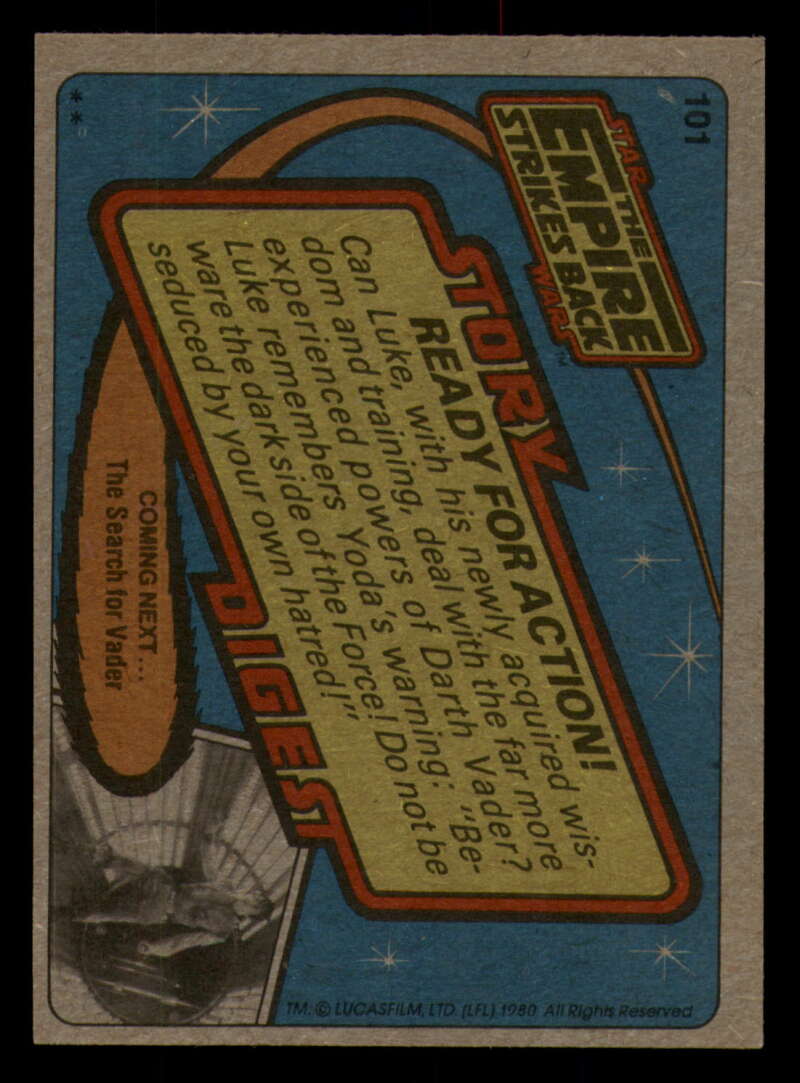 101
STAR
THE
EMPIRE
STRIKES BACK
WARS™
STORY
READY FOR ACTION!
Can Luke, with his newly acquired wis-
dom and training, deal with the far more
experienced powers of Darth Vader?
Luke remembers Yoda's warning: "Be-
ware the dark side of the Force! Do not be
seduced by your own hatred!"
DIGEST
COMING NEXT...
The Search for Vader
**
TM. © LUCASFILM, LTD. (LFL) 1980 All Rights Reserved